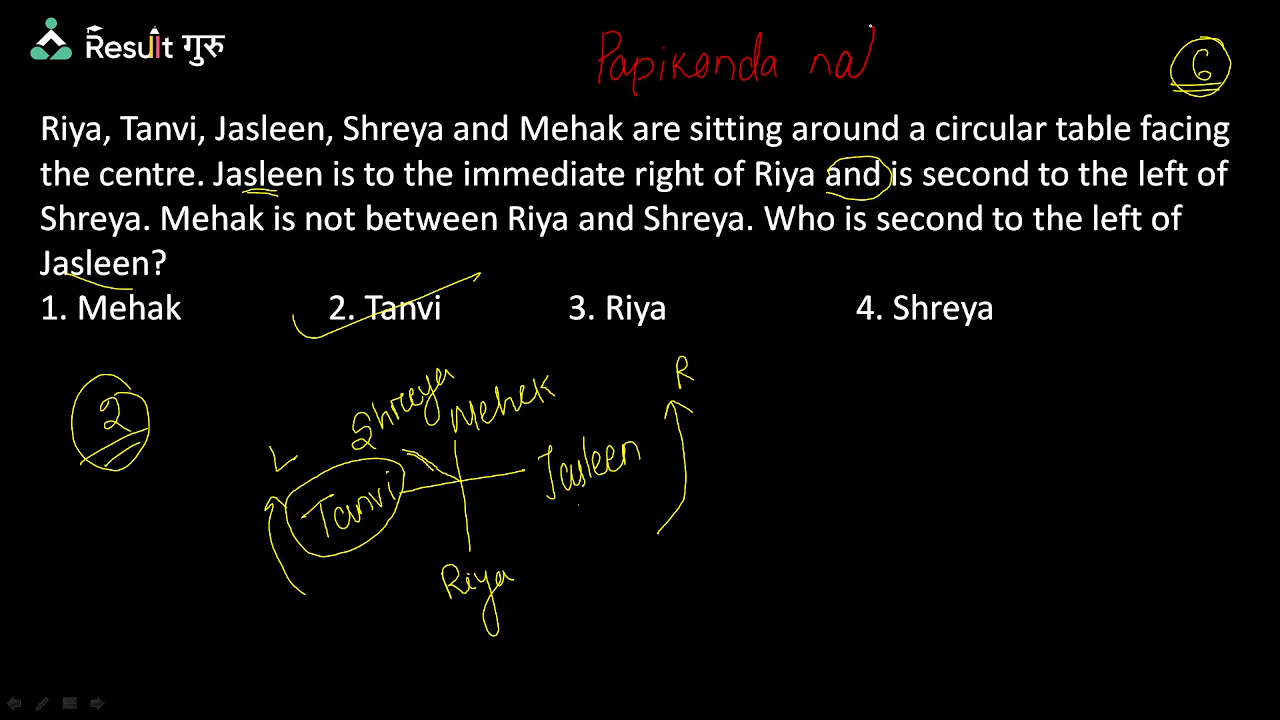 Result गुरु
Papikonda na
6
Riya, Tanvi, Jasleen, Shreya and Mehak are sitting around a circular table facing
the centre. Jasleen is to the immediate right of Riya and is second to the left of
Shreya. Mehak is not between Riya and Shreya. Who is second to the left of
Jasleen?
1. Mehak 2. Tanvi 3. Riya 4. Shreya
2
R
Shreya
Mehek
L
Tanvi
Jasleen
Riya